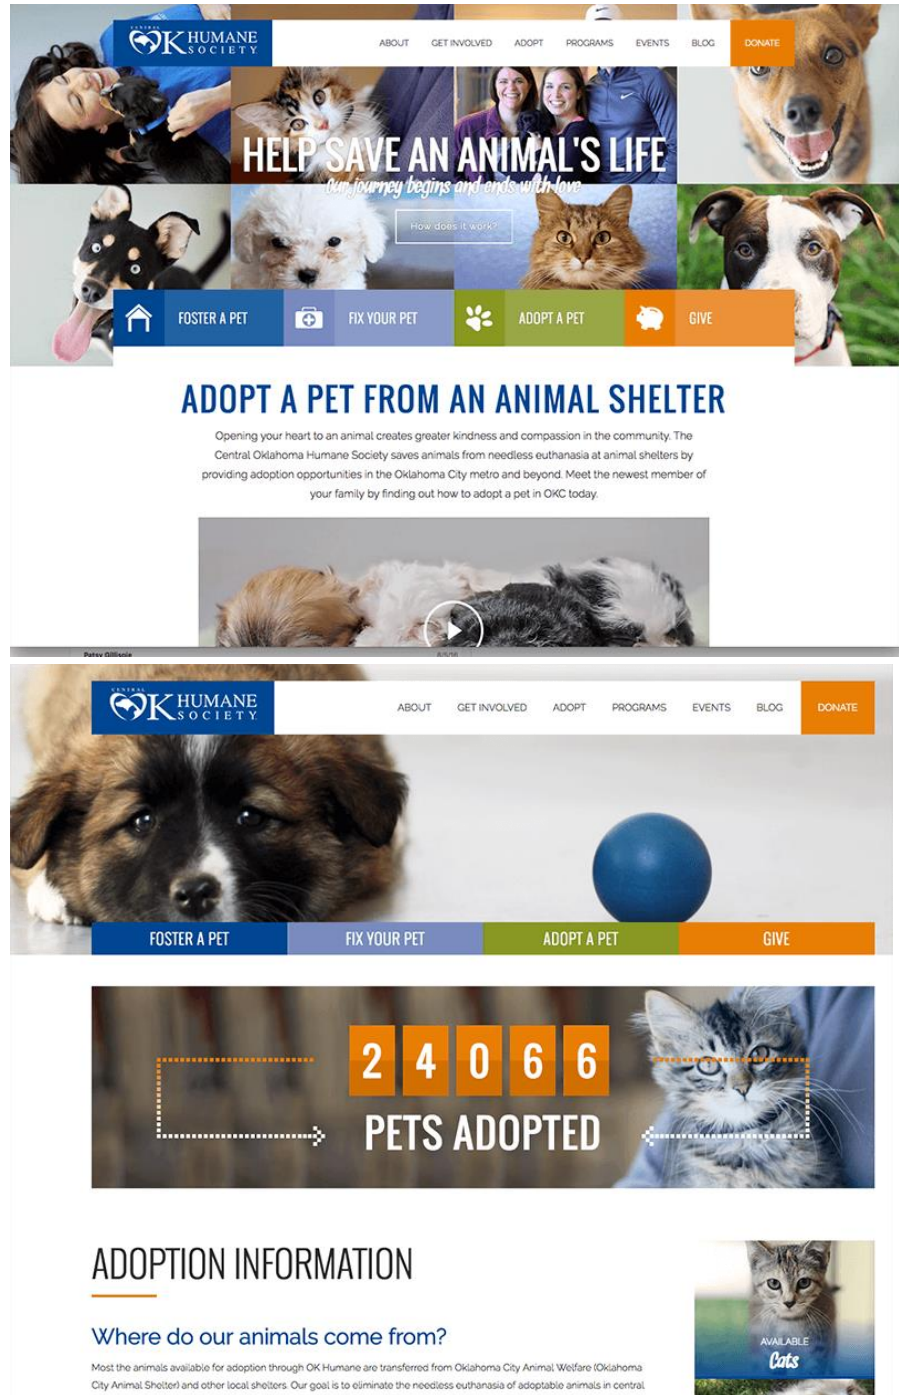 CENTRAL
OK HUMANE
SOCIETY
ABOUT GET INVOLVED ADOPT PROGRAMS EVENTS BLOG DONATE
HELP SAVE AN ANIMAL'S LIFE
Our journey begins and ends with love
How does it work?
FOSTER A PET FIX YOUR PET ADOPT A PET GIVE
ADOPT A PET FROM AN ANIMAL SHELTER
Opening your heart to an animal creates greater kindness and compassion in the community. The
Central Oklahoma Humane Society saves animals from needless euthanasia at animal shelters by
providing adoption opportunities in the Oklahoma City metro and beyond. Meet the newest member of
your family by finding out how to adopt a pet in OKC today.
CENTRAL
OK HUMANE
SOCIETY
ABOUT GET INVOLVED ADOPT PROGRAMS EVENTS BLOG DONATE
FOSTER A PET FIX YOUR PET ADOPT A PET GIVE
24066
PETS ADOPTED
ADOPTION INFORMATION
Where do our animals come from?
Most the animals available for adoption through OK Humane are transferred from Oklahoma City Animal Welfare (Oklahoma
City Animal Shelter) and other local shelters. Our goal is to eliminate the needless euthanasia of adoptable animals in central
AVAILABLE
Cats